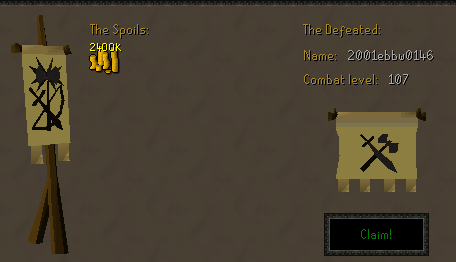 The Spoils:
2400K
The Defeated:
Name: 2001ebbw0146
Combat level: 107
Claim!